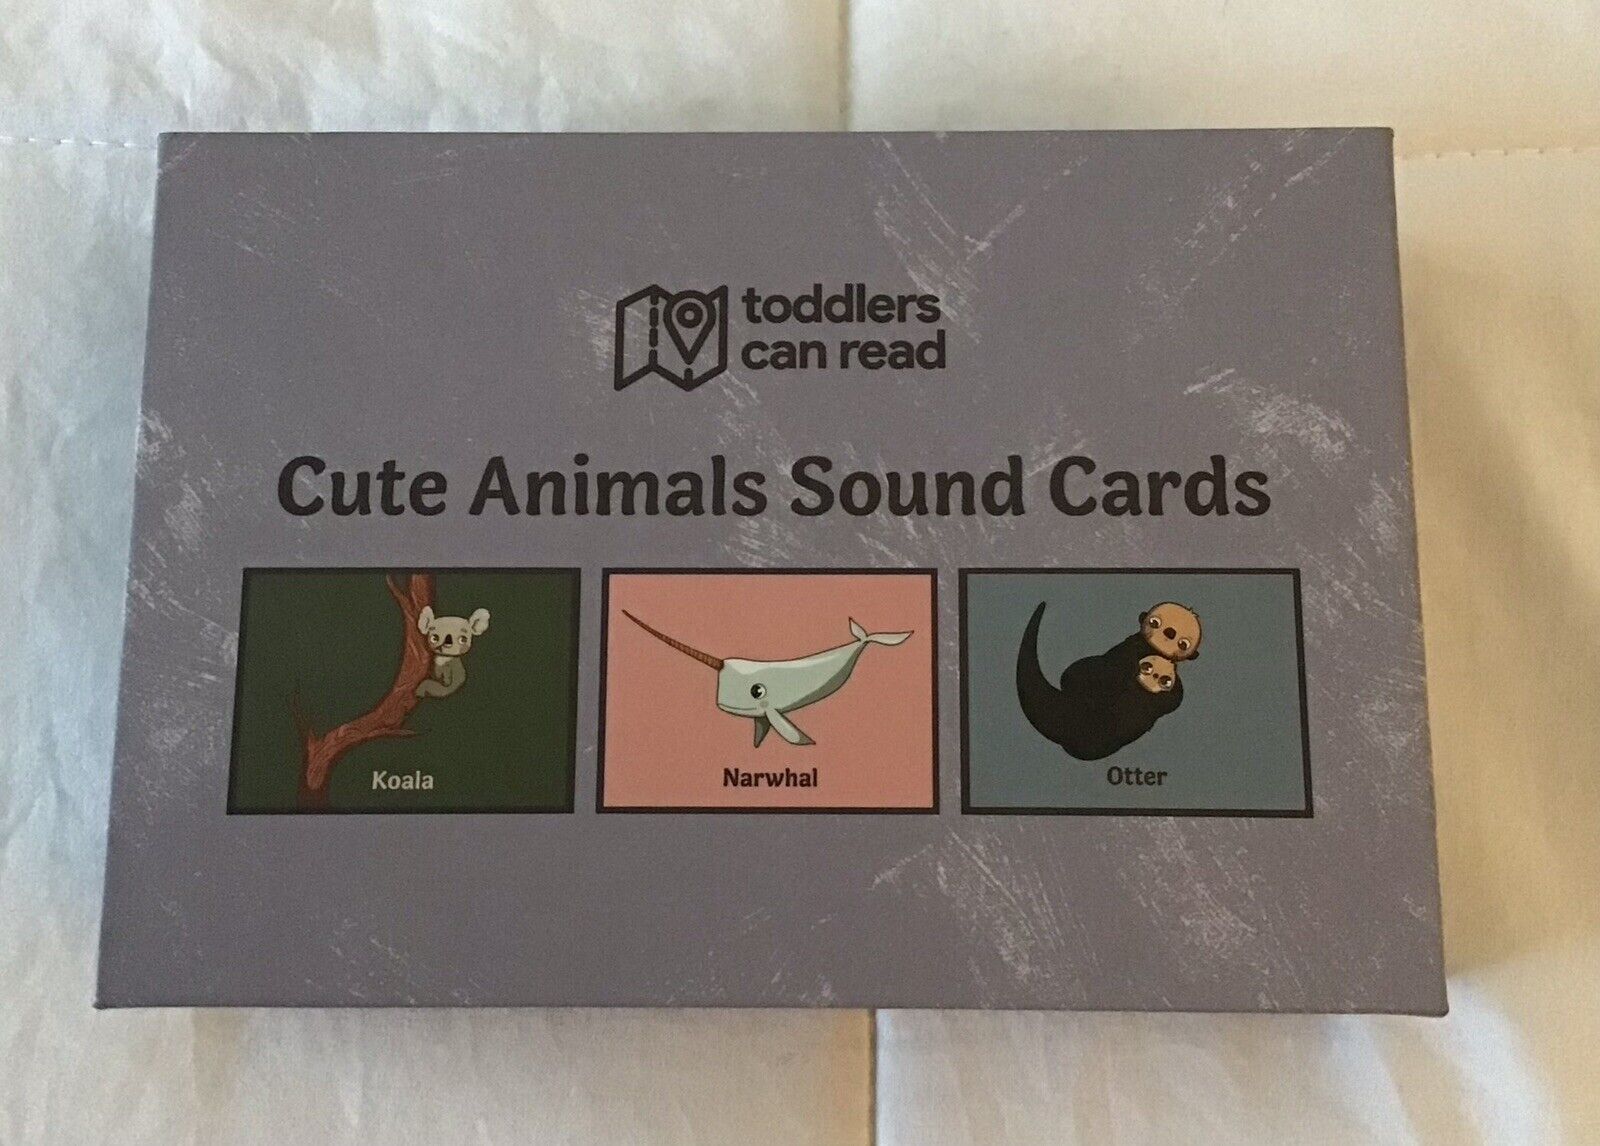 toddlers
can read
Cute Animals Sound Cards
Koala
Narwhal
Otter